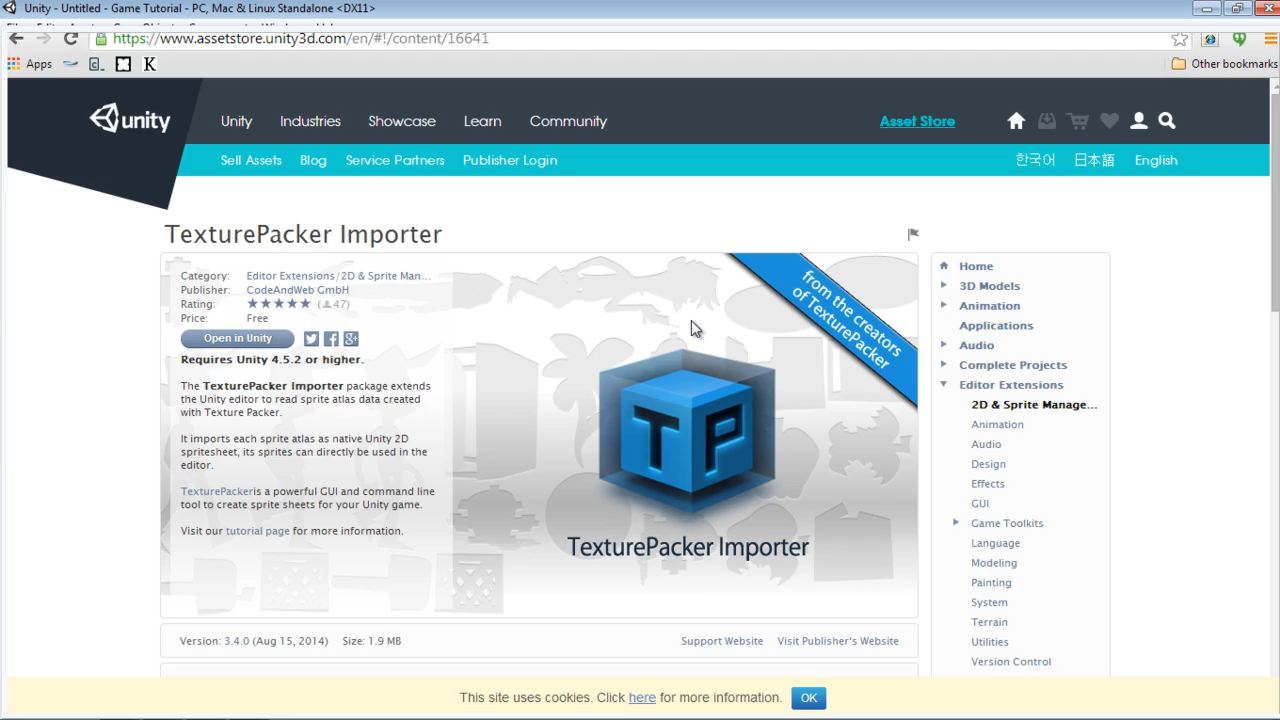 Unity - Untitled - Game Tutorial - PC, Mac & Linux Standalone <DX11>
https://www.assetstore.unity3d.com/en/#!/content/16641
Apps
C_
K
Other bookmarks
unity
Unity
Industries
Showcase
Learn
Community
Asset Store
Sell Assets
Blog
Service Partners
Publisher Login
한국어
日本語
English
TexturePacker Importer
Category: Editor Extensions/2D & Sprite Man...
Publisher: CodeAndWeb GmbH
Rating: (47)
Price: Free
Open in Unity
Requires Unity 4.5.2 or higher.
The TexturePacker Importer package extends
the Unity editor to read sprite atlas data created
with Texture Packer.
It imports each sprite atlas as native Unity 2D
spritesheet, its sprites can directly be used in the
editor.
TexturePackeris a powerful GUI and command line
tool to create sprite sheets for your Unity game.
Visit our tutorial page for more information.
from the creators
of TexturePacker
TP
TexturePacker Importer
Version: 3.4.0 (Aug 15, 2014)
Size: 1.9 MB
Support Website
Visit Publisher's Website
Home
3D Models
Animation
Applications
Audio
Complete Projects
Editor Extensions
2D & Sprite Manage...
Animation
Audio
Design
Effects
GUI
Game Toolkits
Language
Modeling
Painting
System
Terrain
Utilities
Version Control
This site uses cookies. Click here for more information.
OK